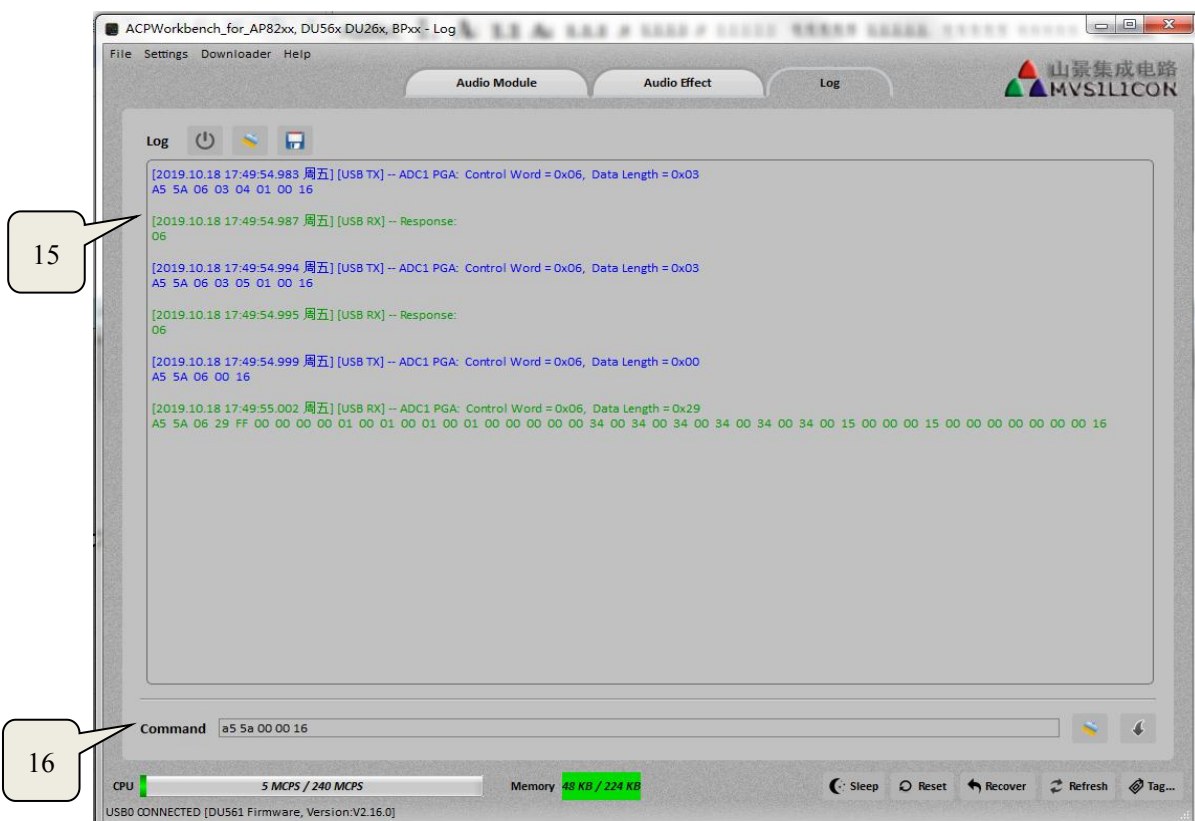 ACPWorkbench_for_AP82xx, DU56x DU26x, BPxx - Log
File Settings Downloader Help
山景集成电路
MVSILICON
Audio Module Audio Effect Log
Log
[2019.10.18 17:49:54.983 周五] [USB TX] -- ADC1 PGA: Control Word = 0x06, Data Length = 0x03
A5 5A 06 03 04 01 00 16
[2019.10.18 17:49:54.987 周五] [USB RX] -- Response:
06
15
[2019.10.18 17:49:54.994 周五] [USB TX] -- ADC1 PGA: Control Word = 0x06, Data Length = 0x03
A5 5A 06 03 05 01 00 16
[2019.10.18 17:49:54.995 周五] [USB RX] -- Response:
06
[2019.10.18 17:49:54.999 周五] [USB TX] -- ADC1 PGA: Control Word = 0x06, Data Length = 0x00
A5 5A 06 00 16
[2019.10.18 17:49:55.002 周五] [USB RX] -- ADC1 PGA: Control Word = 0x06, Data Length = 0x29
A5 5A 06 29 FF 00 00 00 00 01 00 01 00 01 00 01 00 00 00 00 00 34 00 34 00 34 00 34 00 34 00 34 00 15 00 00 00 15 00 00 00 00 00 00 00 16
Command a5 5a 00 00 16
16
CPU 5 MCPS / 240 MCPS Memory 48 KB / 224 KB Sleep Reset Recover Refresh Tag...
USB0 CONNECTED [DU561 Firmware, Version:V2.16.0]